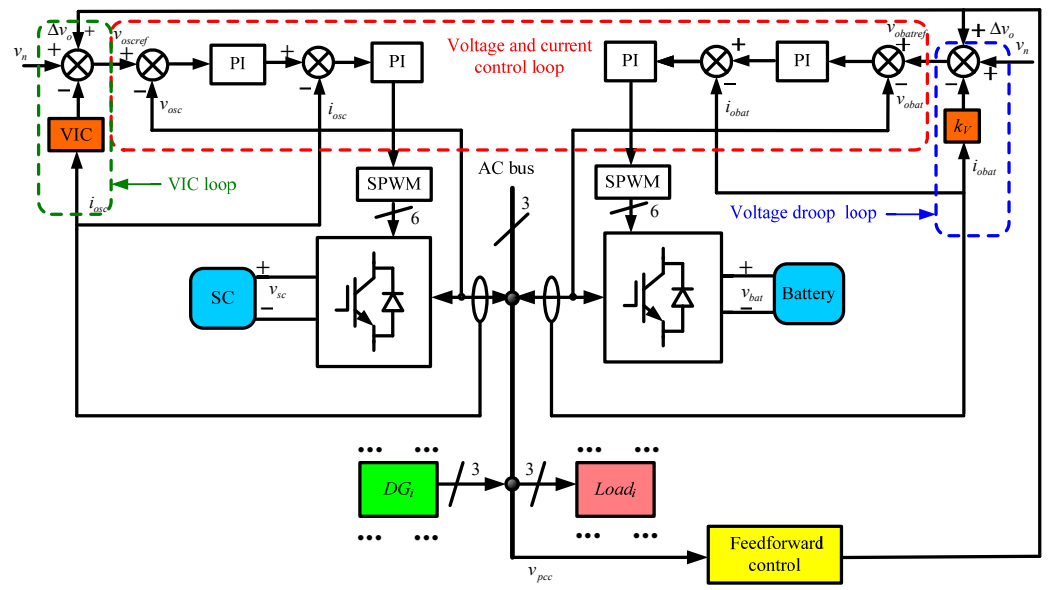 Δv_o + v_oscref
v_n + + + PI + PI
− − v_osc − i_osc
VIC
VIC loop
i_osc
Voltage and current
control loop
v_obatref + Δv_o
PI + PI + v_n
− i_obat − v_obat − +
k_V
i_obat
Voltage droop loop
AC bus
SPWM 6
3
SPWM 6
SC + v_sc −
+ v_bat − Battery
••• ••• ••• •••
DG_i 3 3 Load_i
••• ••• ••• •••
v_pcc
Feedforward
control